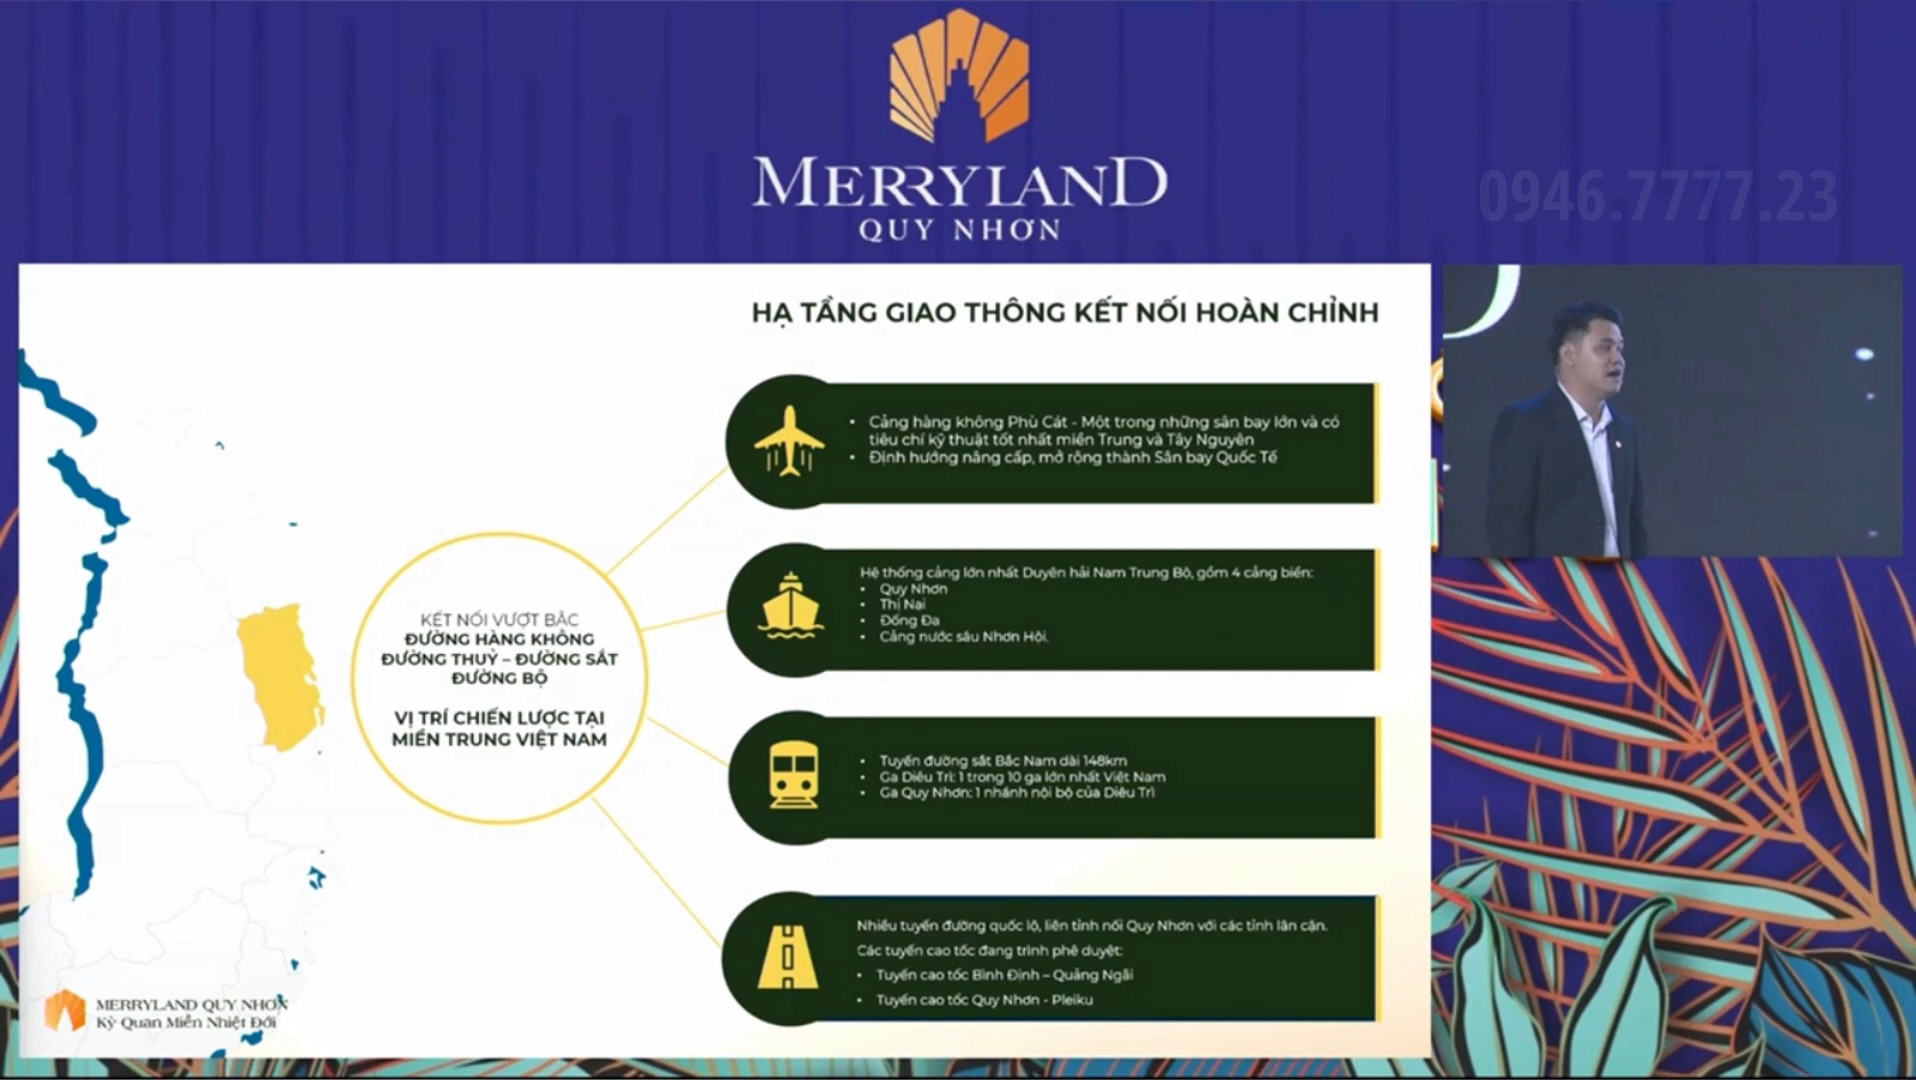 MERRYLAND
QUY NHƠN
0946.7777.23
HẠ TẦNG GIAO THÔNG KẾT NỐI HOÀN CHỈNH
• Cảng hàng không Phù Cát - Một trong những sân bay lớn và có
tiêu chí kỹ thuật tốt nhất miền Trung và Tây Nguyên
• Định hướng nâng cấp, mở rộng thành Sân bay Quốc Tế
Hệ thống cảng lớn nhất Duyên hải Nam Trung Bộ, gồm 4 cảng biển:
• Quy Nhơn
• Thị Nại
• Đống Đa
• Cảng nước sâu Nhơn Hội.
KẾT NỐI VƯỢT BẬC
ĐƯỜNG HÀNG KHÔNG
ĐƯỜNG THUỶ – ĐƯỜNG SẮT
ĐƯỜNG BỘ
VỊ TRÍ CHIẾN LƯỢC TẠI
MIỀN TRUNG VIỆT NAM
• Tuyến đường sắt Bắc Nam dài 148km
• Ga Diêu Trì: 1 trong 10 ga lớn nhất Việt Nam
• Ga Quy Nhơn: 1 nhánh nội bộ của Diêu Trì
Nhiều tuyến đường quốc lộ, liên tỉnh nối Quy Nhơn với các tỉnh lân cận.
Các tuyến cao tốc đang trình phê duyệt:
• Tuyến cao tốc Bình Định – Quảng Ngãi
• Tuyến cao tốc Quy Nhơn - Pleiku
MERRYLAND QUY NHƠN
Kỳ Quan Miền Nhiệt Đới